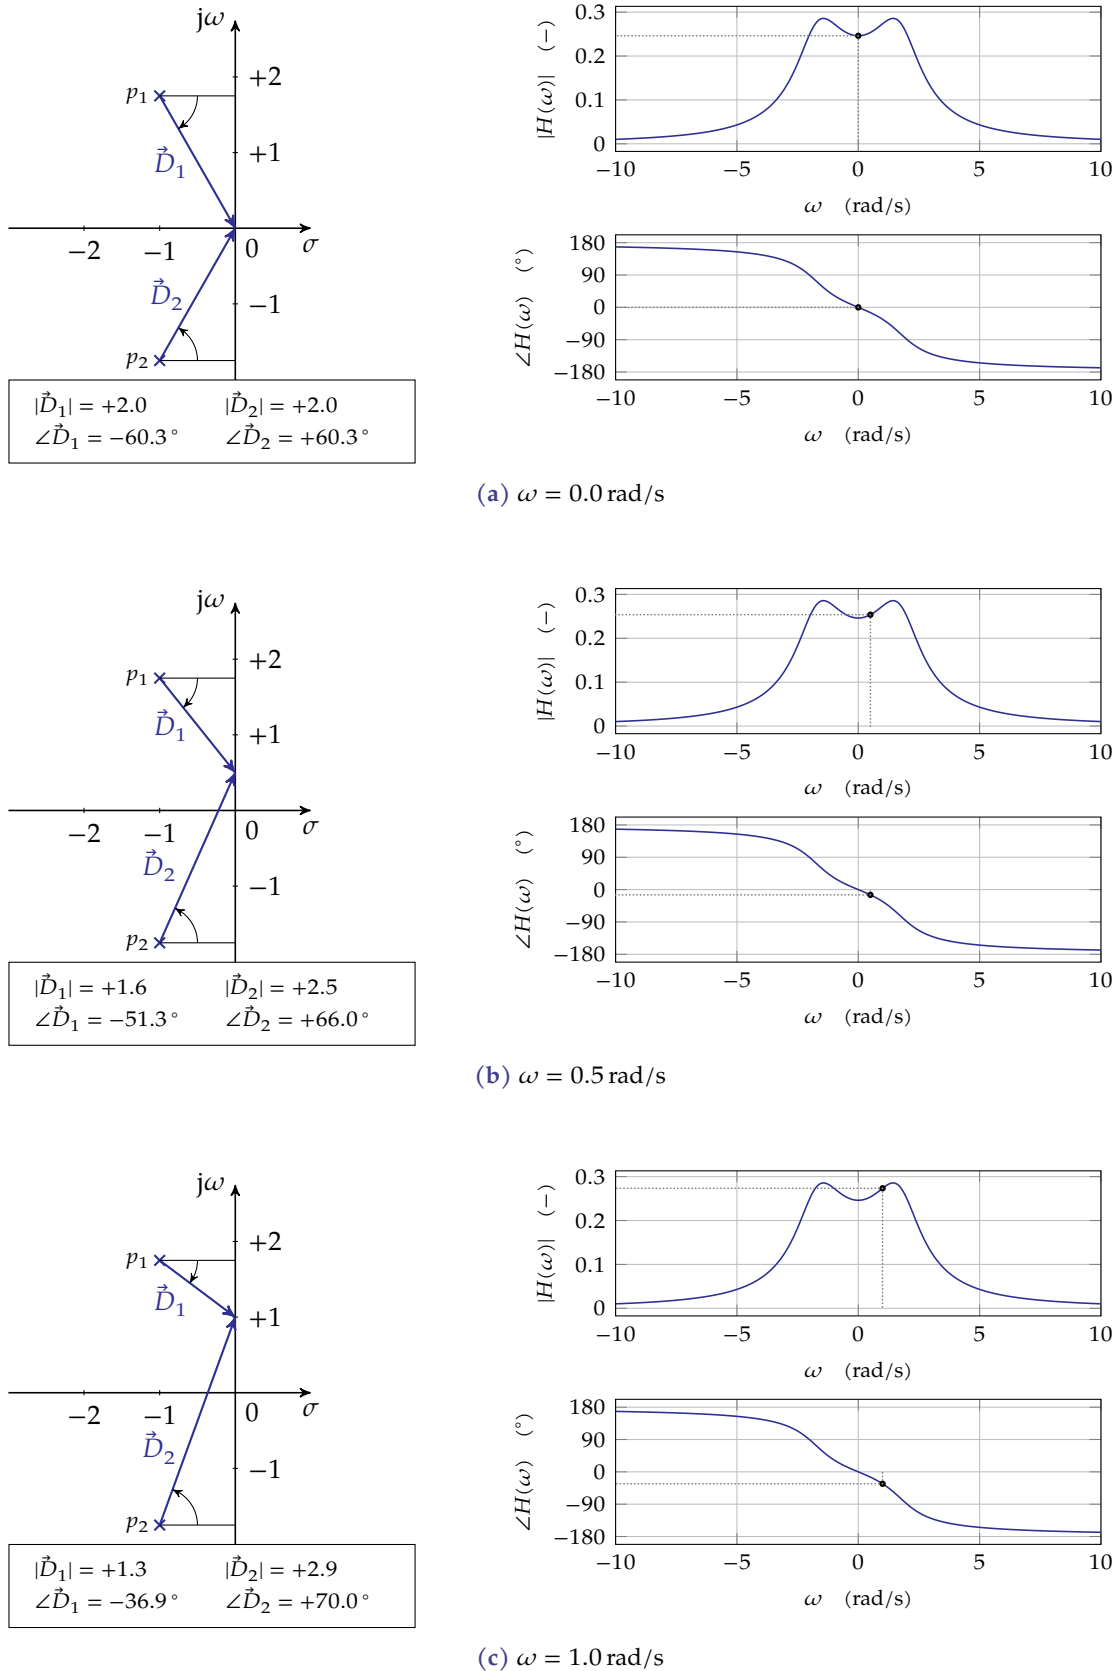 jω
+2
p₁
+1
D⃗₁
−2
−1
0
σ
D⃗₂
−1
p₂
|D⃗₁| = +2.0 |D⃗₂| = +2.0
∠D⃗₁ = −60.3° ∠D⃗₂ = +60.3°
|H(ω)| (−)
0.3
0.2
0.1
0
−10 −5 0 5 10
ω (rad/s)
∠H(ω) (°)
180
90
0
−90
−180
−10 −5 0 5 10
ω (rad/s)
(a) ω = 0.0 rad/s
jω
+2
p₁
+1
D⃗₁
−2
−1
0
σ
D⃗₂
−1
p₂
|D⃗₁| = +1.6 |D⃗₂| = +2.5
∠D⃗₁ = −51.3° ∠D⃗₂ = +66.0°
|H(ω)| (−)
0.3
0.2
0.1
0
−10 −5 0 5 10
ω (rad/s)
∠H(ω) (°)
180
90
0
−90
−180
−10 −5 0 5 10
ω (rad/s)
(b) ω = 0.5 rad/s
jω
+2
p₁
+1
D⃗₁
−2
−1
0
σ
D⃗₂
−1
p₂
|D⃗₁| = +1.3 |D⃗₂| = +2.9
∠D⃗₁ = −36.9° ∠D⃗₂ = +70.0°
|H(ω)| (−)
0.3
0.2
0.1
0
−10 −5 0 5 10
ω (rad/s)
∠H(ω) (°)
180
90
0
−90
−180
−10 −5 0 5 10
ω (rad/s)
(c) ω = 1.0 rad/s